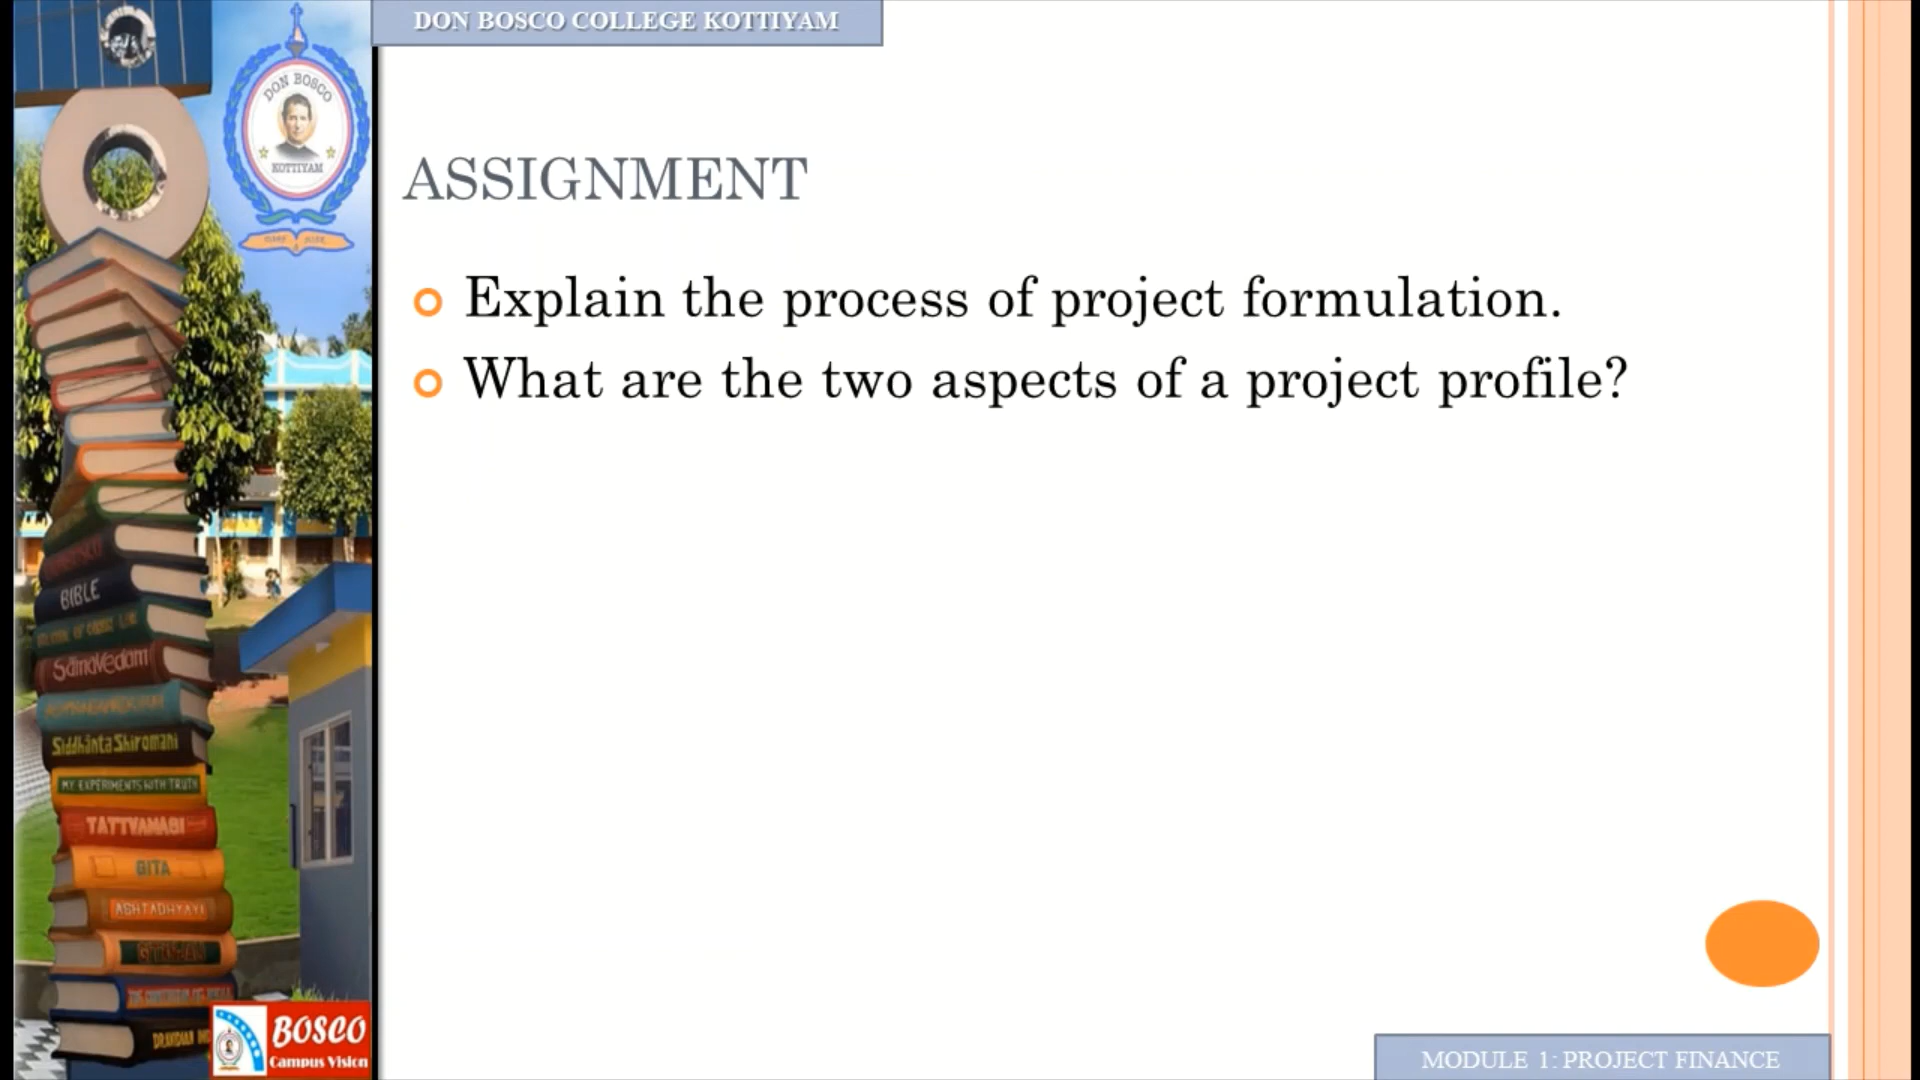 DON BOSCO COLLEGE KOTTIYAM
DON BOSCO
KOTTIYAM
ASSIGNMENT
Explain the process of project formulation.
What are the two aspects of a project profile?
BIBLE
SamaVedam
Siddhanta Shiromani
MY EXPERIMENTS WITH TRUTH
GITA
ASHTADHYAYI
BOSCO
Campus Vision
MODULE 1: PROJECT FINANCE